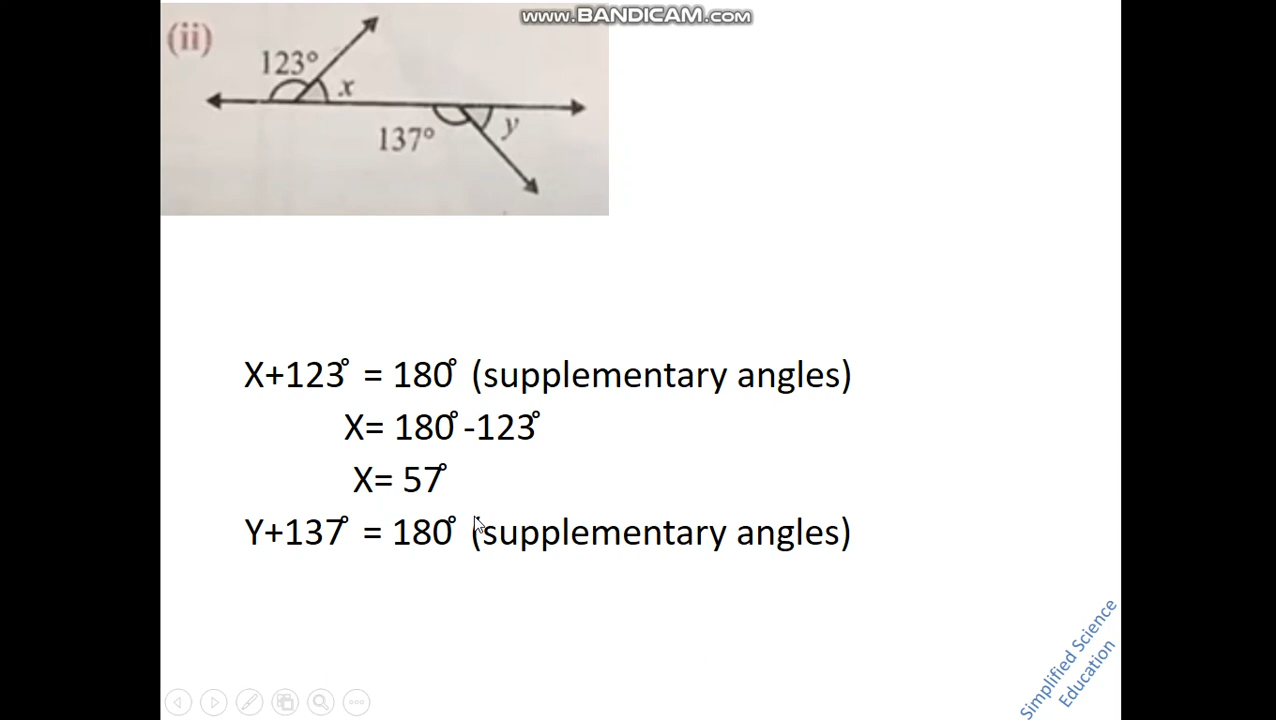 www.BANDICAM.com
(ii)
123°
x
137°
y
X+123° = 180° (supplementary angles)
X= 180° -123°
X= 57°
Y+137° = 180° (supplementary angles)
Simplified Science
Education